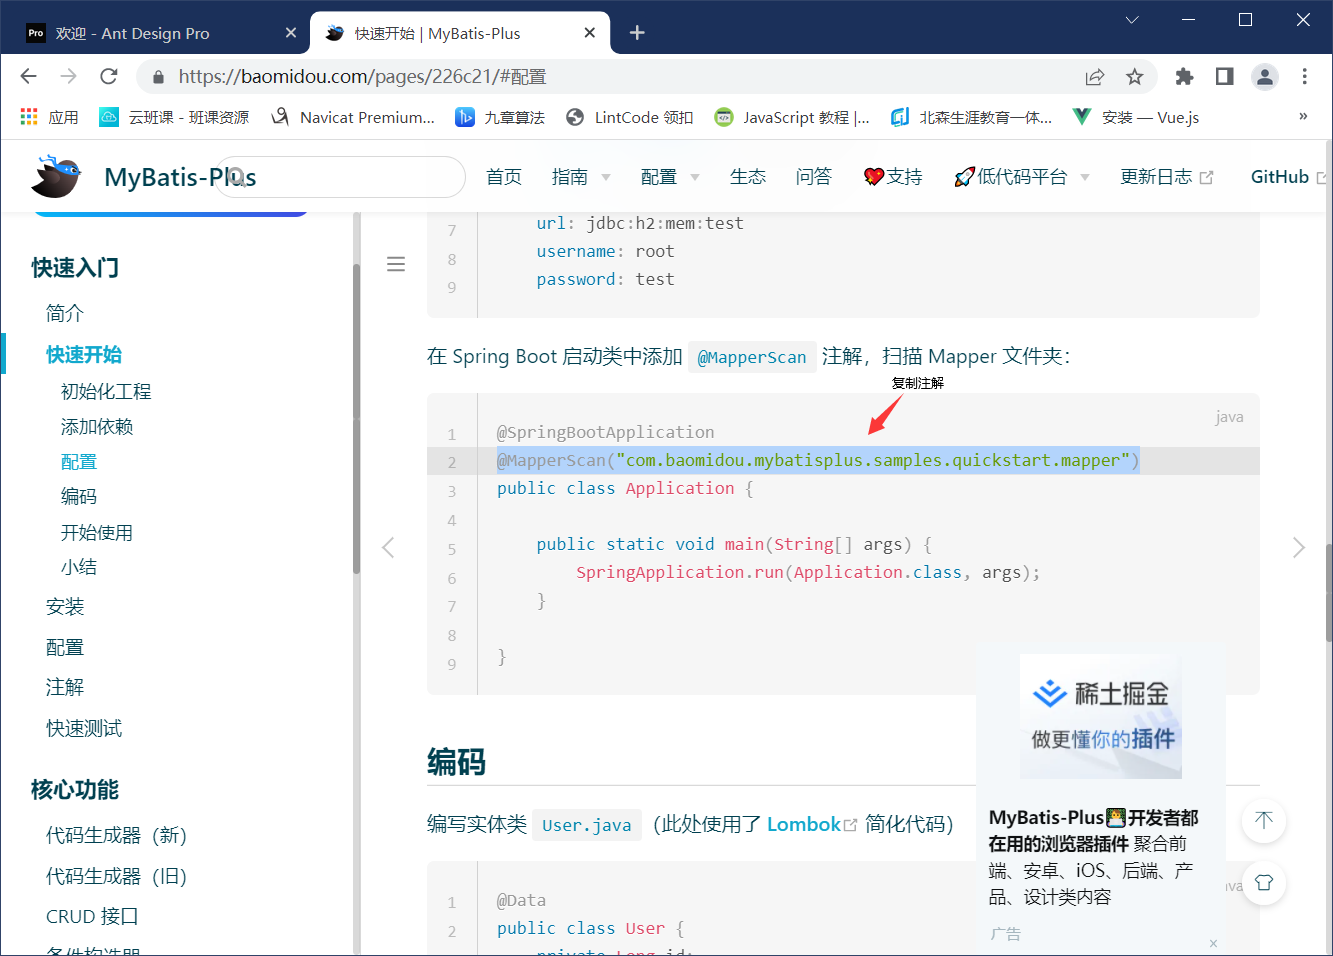 Pro 欢迎 - Ant Design Pro
快速开始 | MyBatis-Plus
https://baomidou.com/pages/226c21/#配置
应用
云班课 - 班课资源
Navicat Premium...
九章算法
LintCode 领扣
JavaScript 教程 |...
北森生涯教育一体...
安装 — Vue.js
»
MyBatis-Plus
首页
指南
配置
生态
问答
💖支持
🚀低代码平台
更新日志
GitHub
快速入门
简介
快速开始
初始化工程
添加依赖
配置
编码
开始使用
小结
安装
配置
注解
快速测试
核心功能
代码生成器（新）
代码生成器（旧）
CRUD 接口
条件构造器
7 url: jdbc:h2:mem:test
8 username: root
9 password: test
在 Spring Boot 启动类中添加 @MapperScan 注解，扫描 Mapper 文件夹：
复制注解
java
1 @SpringBootApplication
2 @MapperScan("com.baomidou.mybatisplus.samples.quickstart.mapper")
3 public class Application {
4
5 public static void main(String[] args) {
6 SpringApplication.run(Application.class, args);
7 }
8
9 }
编码
编写实体类 User.java （此处使用了 Lombok 简化代码）
1 @Data
2 public class User {
private Long id;
稀土掘金
做更懂你的插件
MyBatis-Plus👨‍💻开发者都
在用的浏览器插件 聚合前
端、安卓、iOS、后端、产
品、设计类内容
广告
×